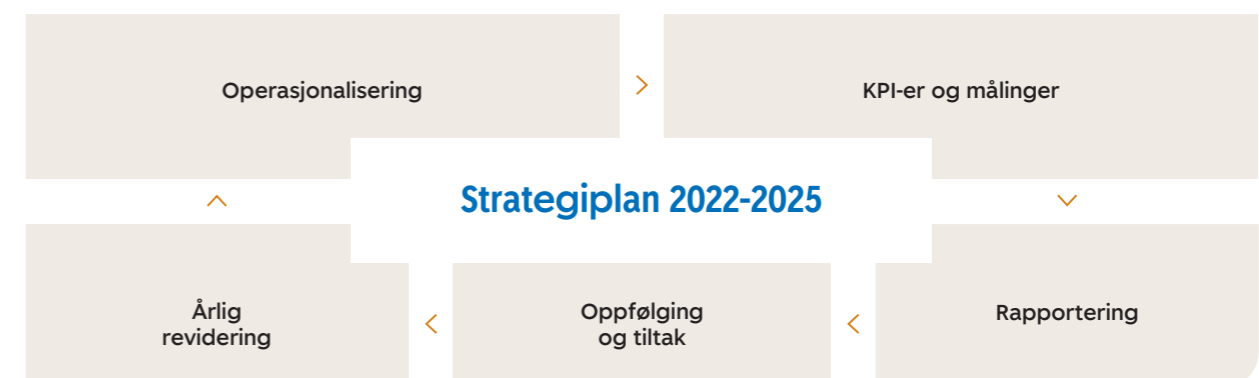 Operasjonalisering
KPI-er og målinger
Strategiplan 2022-2025
Årlig
revidering
Oppfølging
og tiltak
Rapportering